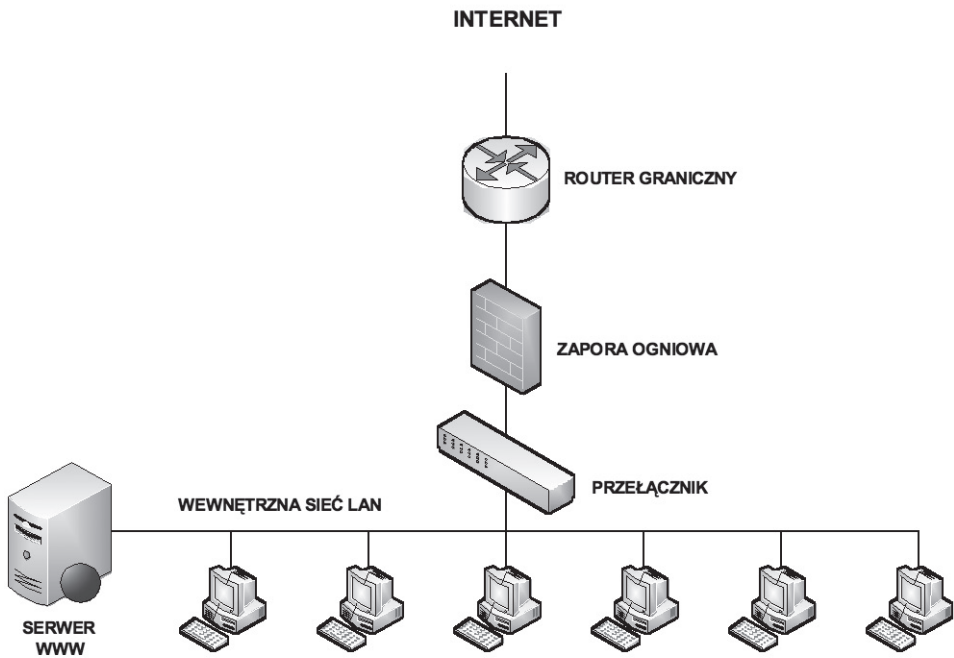 INTERNET
ROUTER GRANICZNY
ZAPORA OGNIOWA
PRZEŁĄCZNIK
WEWNĘTRZNA SIEĆ LAN
SERWER
WWW